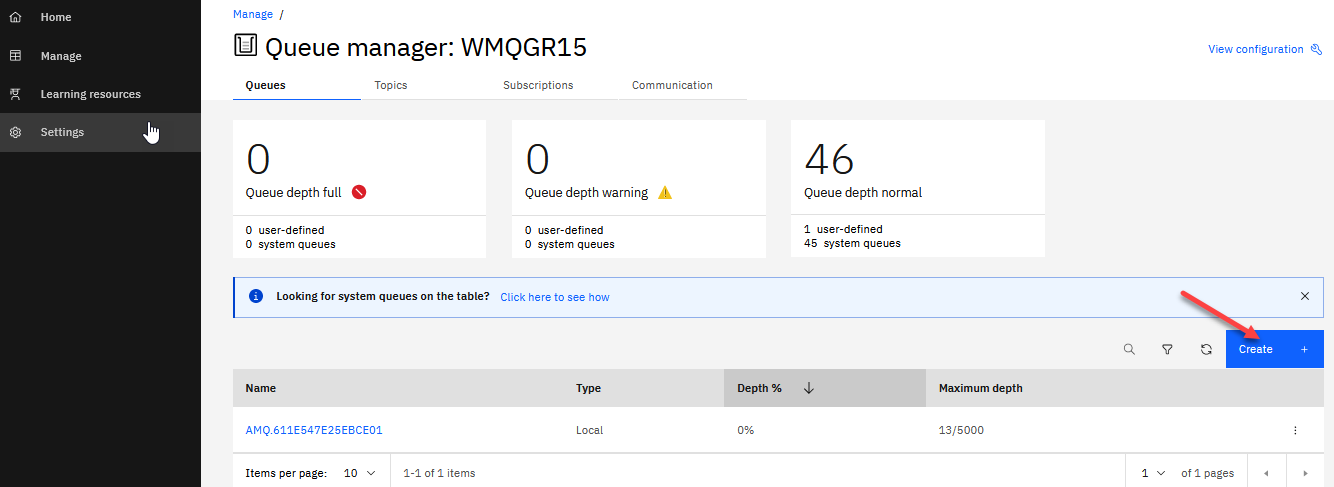 Home
Manage
Learning resources
Settings
Manage /
Queue manager: WMQGR15
View configuration
Queues Topics Subscriptions Communication
0
Queue depth full
0 user-defined
0 system queues
0
Queue depth warning
0 user-defined
0 system queues
46
Queue depth normal
1 user-defined
45 system queues
Looking for system queues on the table? Click here to see how
Create +
Name Type Depth % Maximum depth
AMQ.611E547E25EBCE01 Local 0% 13/5000
Items per page: 10 1-1 of 1 items 1 of 1 pages